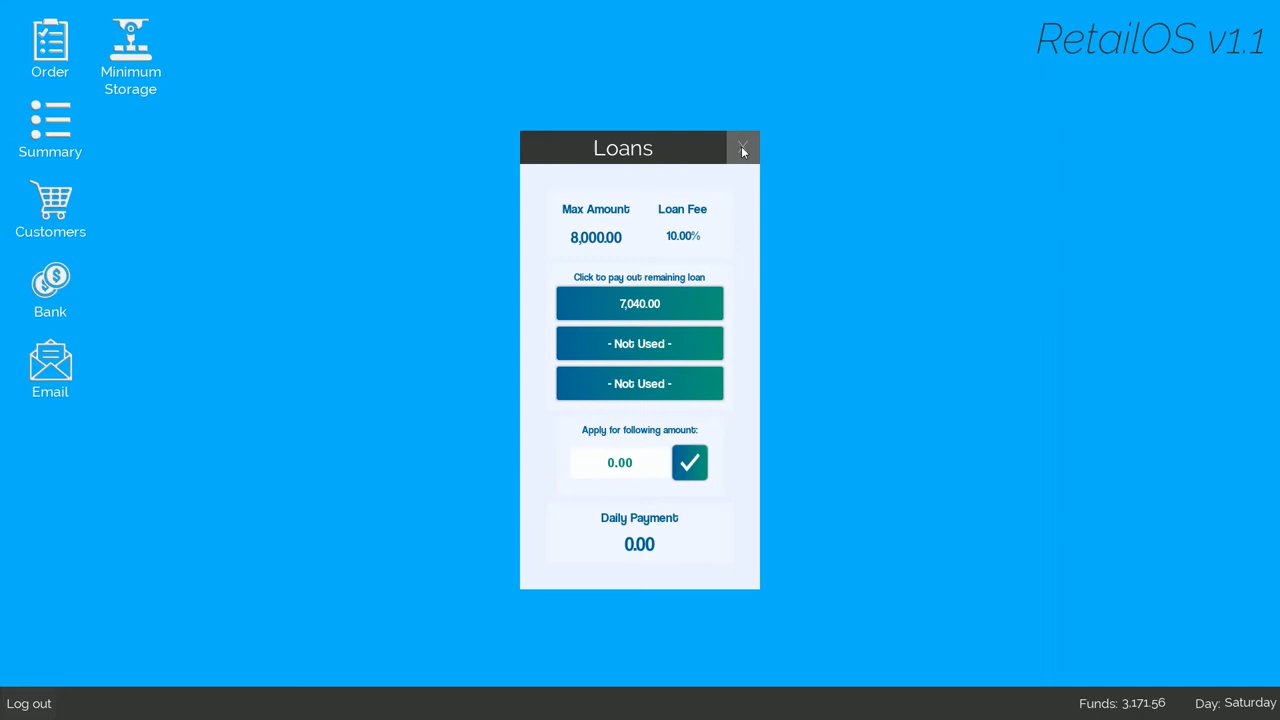 RetailOS v1.1
Order
Minimum
Storage
Summary
Customers
Bank
Email
Loans
X
Max Amount
Loan Fee
8,000.00
10.00%
Click to pay out remaining loan
7,040.00
- Not Used -
- Not Used -
Apply for following amount:
0.00
Daily Payment
0.00
Log out
Funds: 3,171.56
Day: Saturday